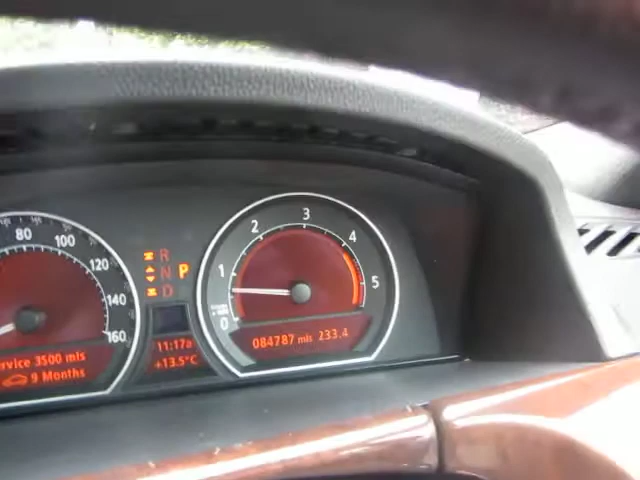 80
100
120
140
160
Service 3500 mls
9 Months
R
N P
D
11:17a
+13.5°C
0
1
2
3
4
5
084787 mls 233.4